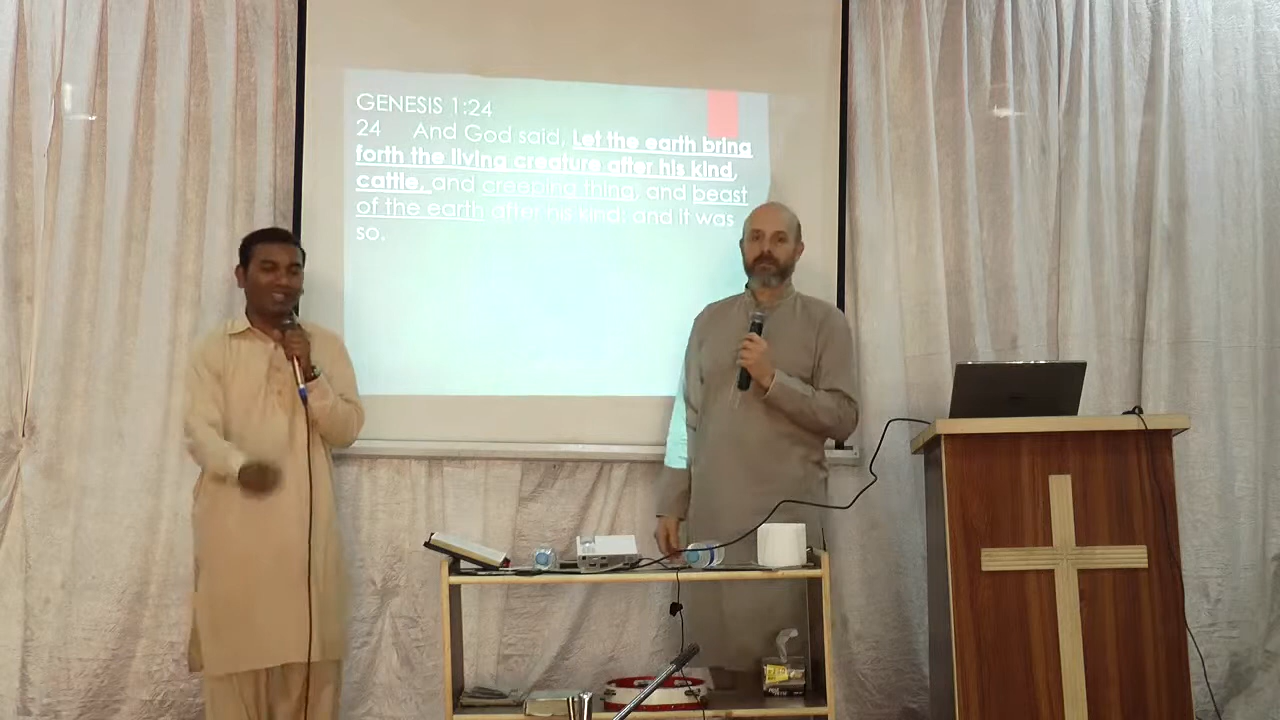 GENESIS 1:24
24 And God said, Let the earth bring
forth the living creature after his kind,
cattle, and creeping thing, and beast
of the earth after his kind: and it was
so.